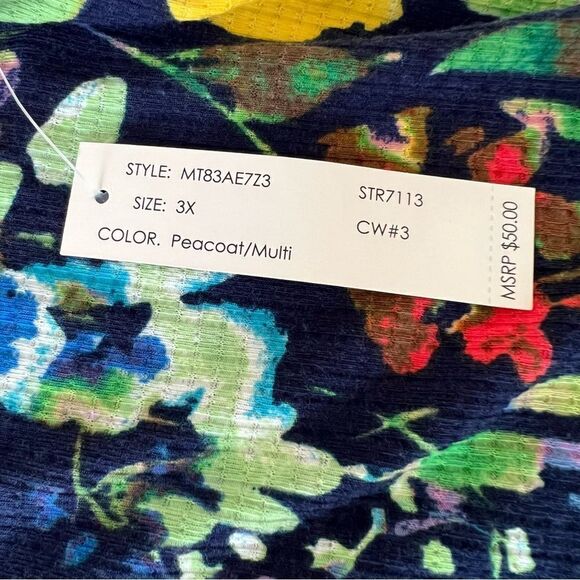 STYLE: MT83AE7Z3
SIZE: 3X
COLOR. Peacoat/Multi
STR7113
CW#3
MSRP $50.00